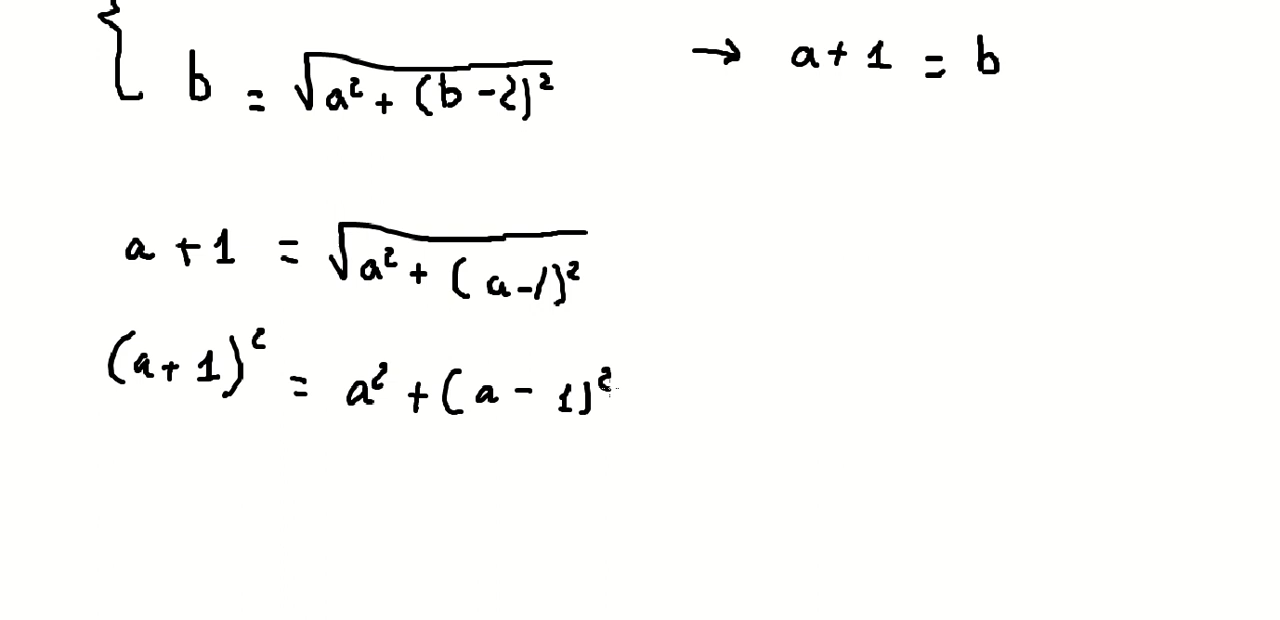 { b = √(a² + (b - 2)²) → a + 1 = b
a + 1 = √(a² + (a - 1)²)
(a + 1)² = a² + (a - 1)²